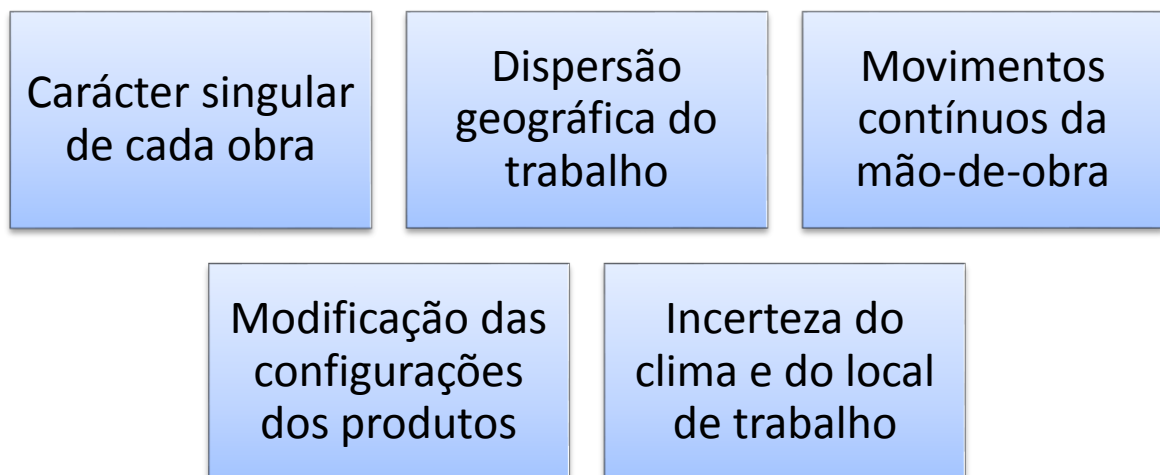 Carácter singular
de cada obra
Dispersão
geográfica do
trabalho
Movimentos
contínuos da
mão-de-obra
Modificação das
configurações
dos produtos
Incerteza do
clima e do local
de trabalho